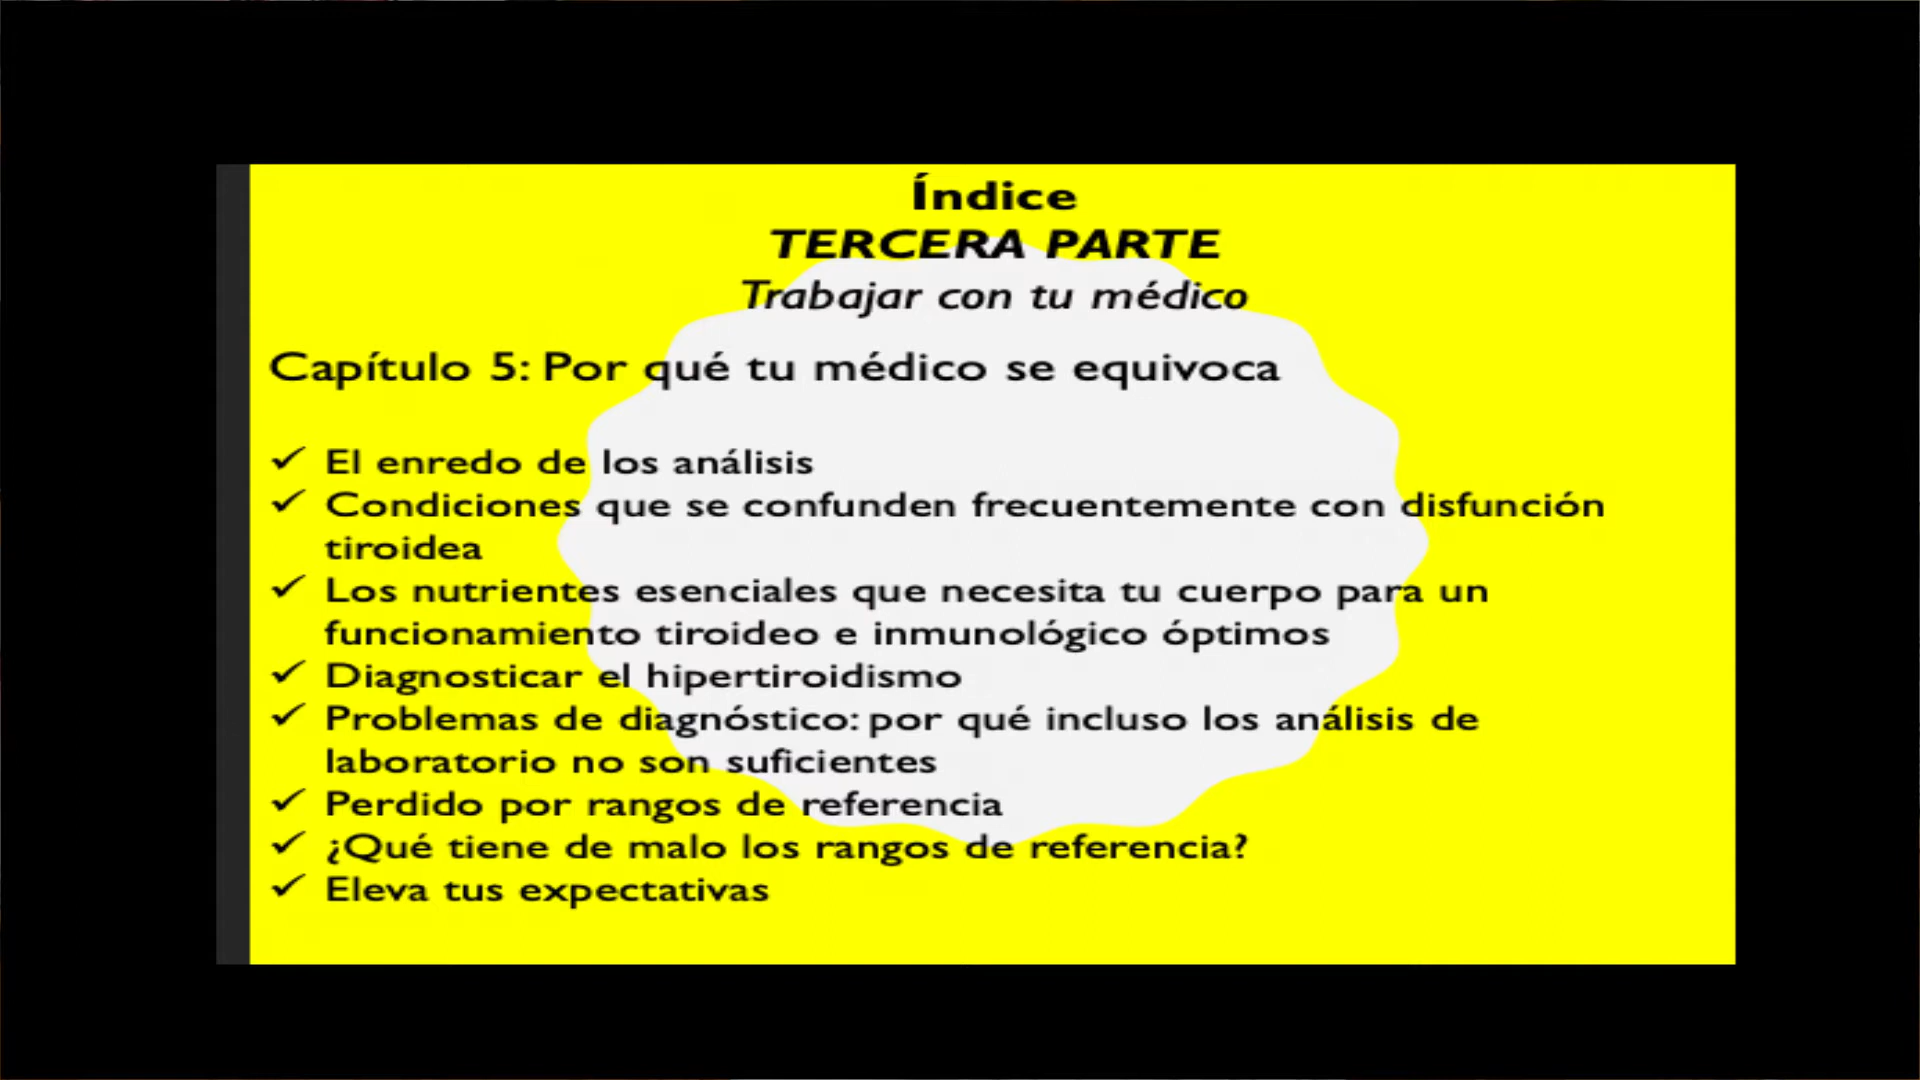 Índice
TERCERA PARTE
Trabajar con tu médico
Capítulo 5: Por qué tu médico se equivoca
✓ El enredo de los análisis
✓ Condiciones que se confunden frecuentemente con disfunción
tiroidea
✓ Los nutrientes esenciales que necesita tu cuerpo para un
funcionamiento tiroideo e inmunológico óptimos
✓ Diagnosticar el hipertiroidismo
✓ Problemas de diagnóstico: por qué incluso los análisis de
laboratorio no son suficientes
✓ Perdido por rangos de referencia
✓ ¿Qué tiene de malo los rangos de referencia?
✓ Eleva tus expectativas